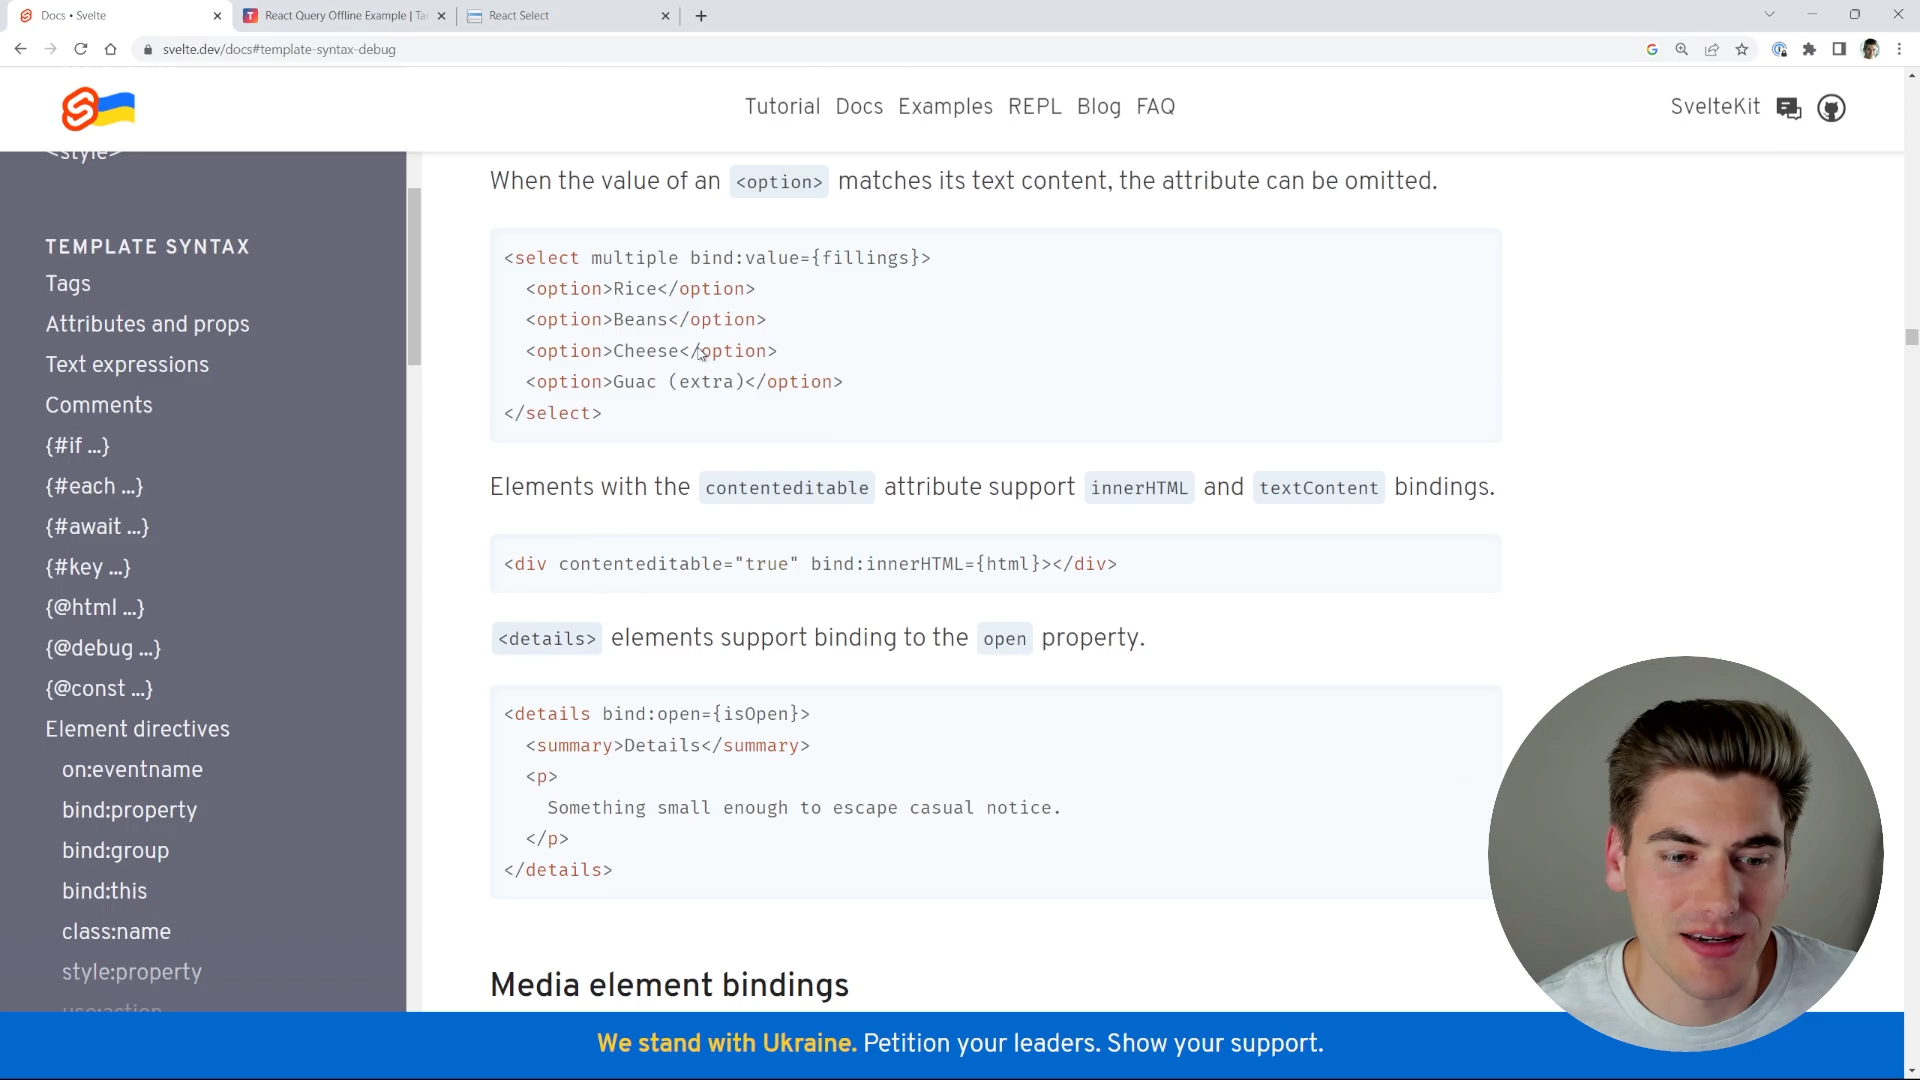 Docs • Svelte
React Query Offline Example | Ta
React Select
svelte.dev/docs#template-syntax-debug
Tutorial Docs Examples REPL Blog FAQ
SvelteKit
<style>
TEMPLATE SYNTAX
Tags
Attributes and props
Text expressions
Comments
{#if ...}
{#each ...}
{#await ...}
{#key ...}
{@html ...}
{@debug ...}
{@const ...}
Element directives
on:eventname
bind:property
bind:group
bind:this
class:name
style:property
use:action
When the value of an <option> matches its text content, the attribute can be omitted.
<select multiple bind:value={fillings}>
<option>Rice</option>
<option>Beans</option>
<option>Cheese</option>
<option>Guac (extra)</option>
</select>
Elements with the contenteditable attribute support innerHTML and textContent bindings.
<div contenteditable="true" bind:innerHTML={html}></div>
<details> elements support binding to the open property.
<details bind:open={isOpen}>
<summary>Details</summary>
<p>
Something small enough to escape casual notice.
</p>
</details>
Media element bindings
We stand with Ukraine. Petition your leaders. Show your support.